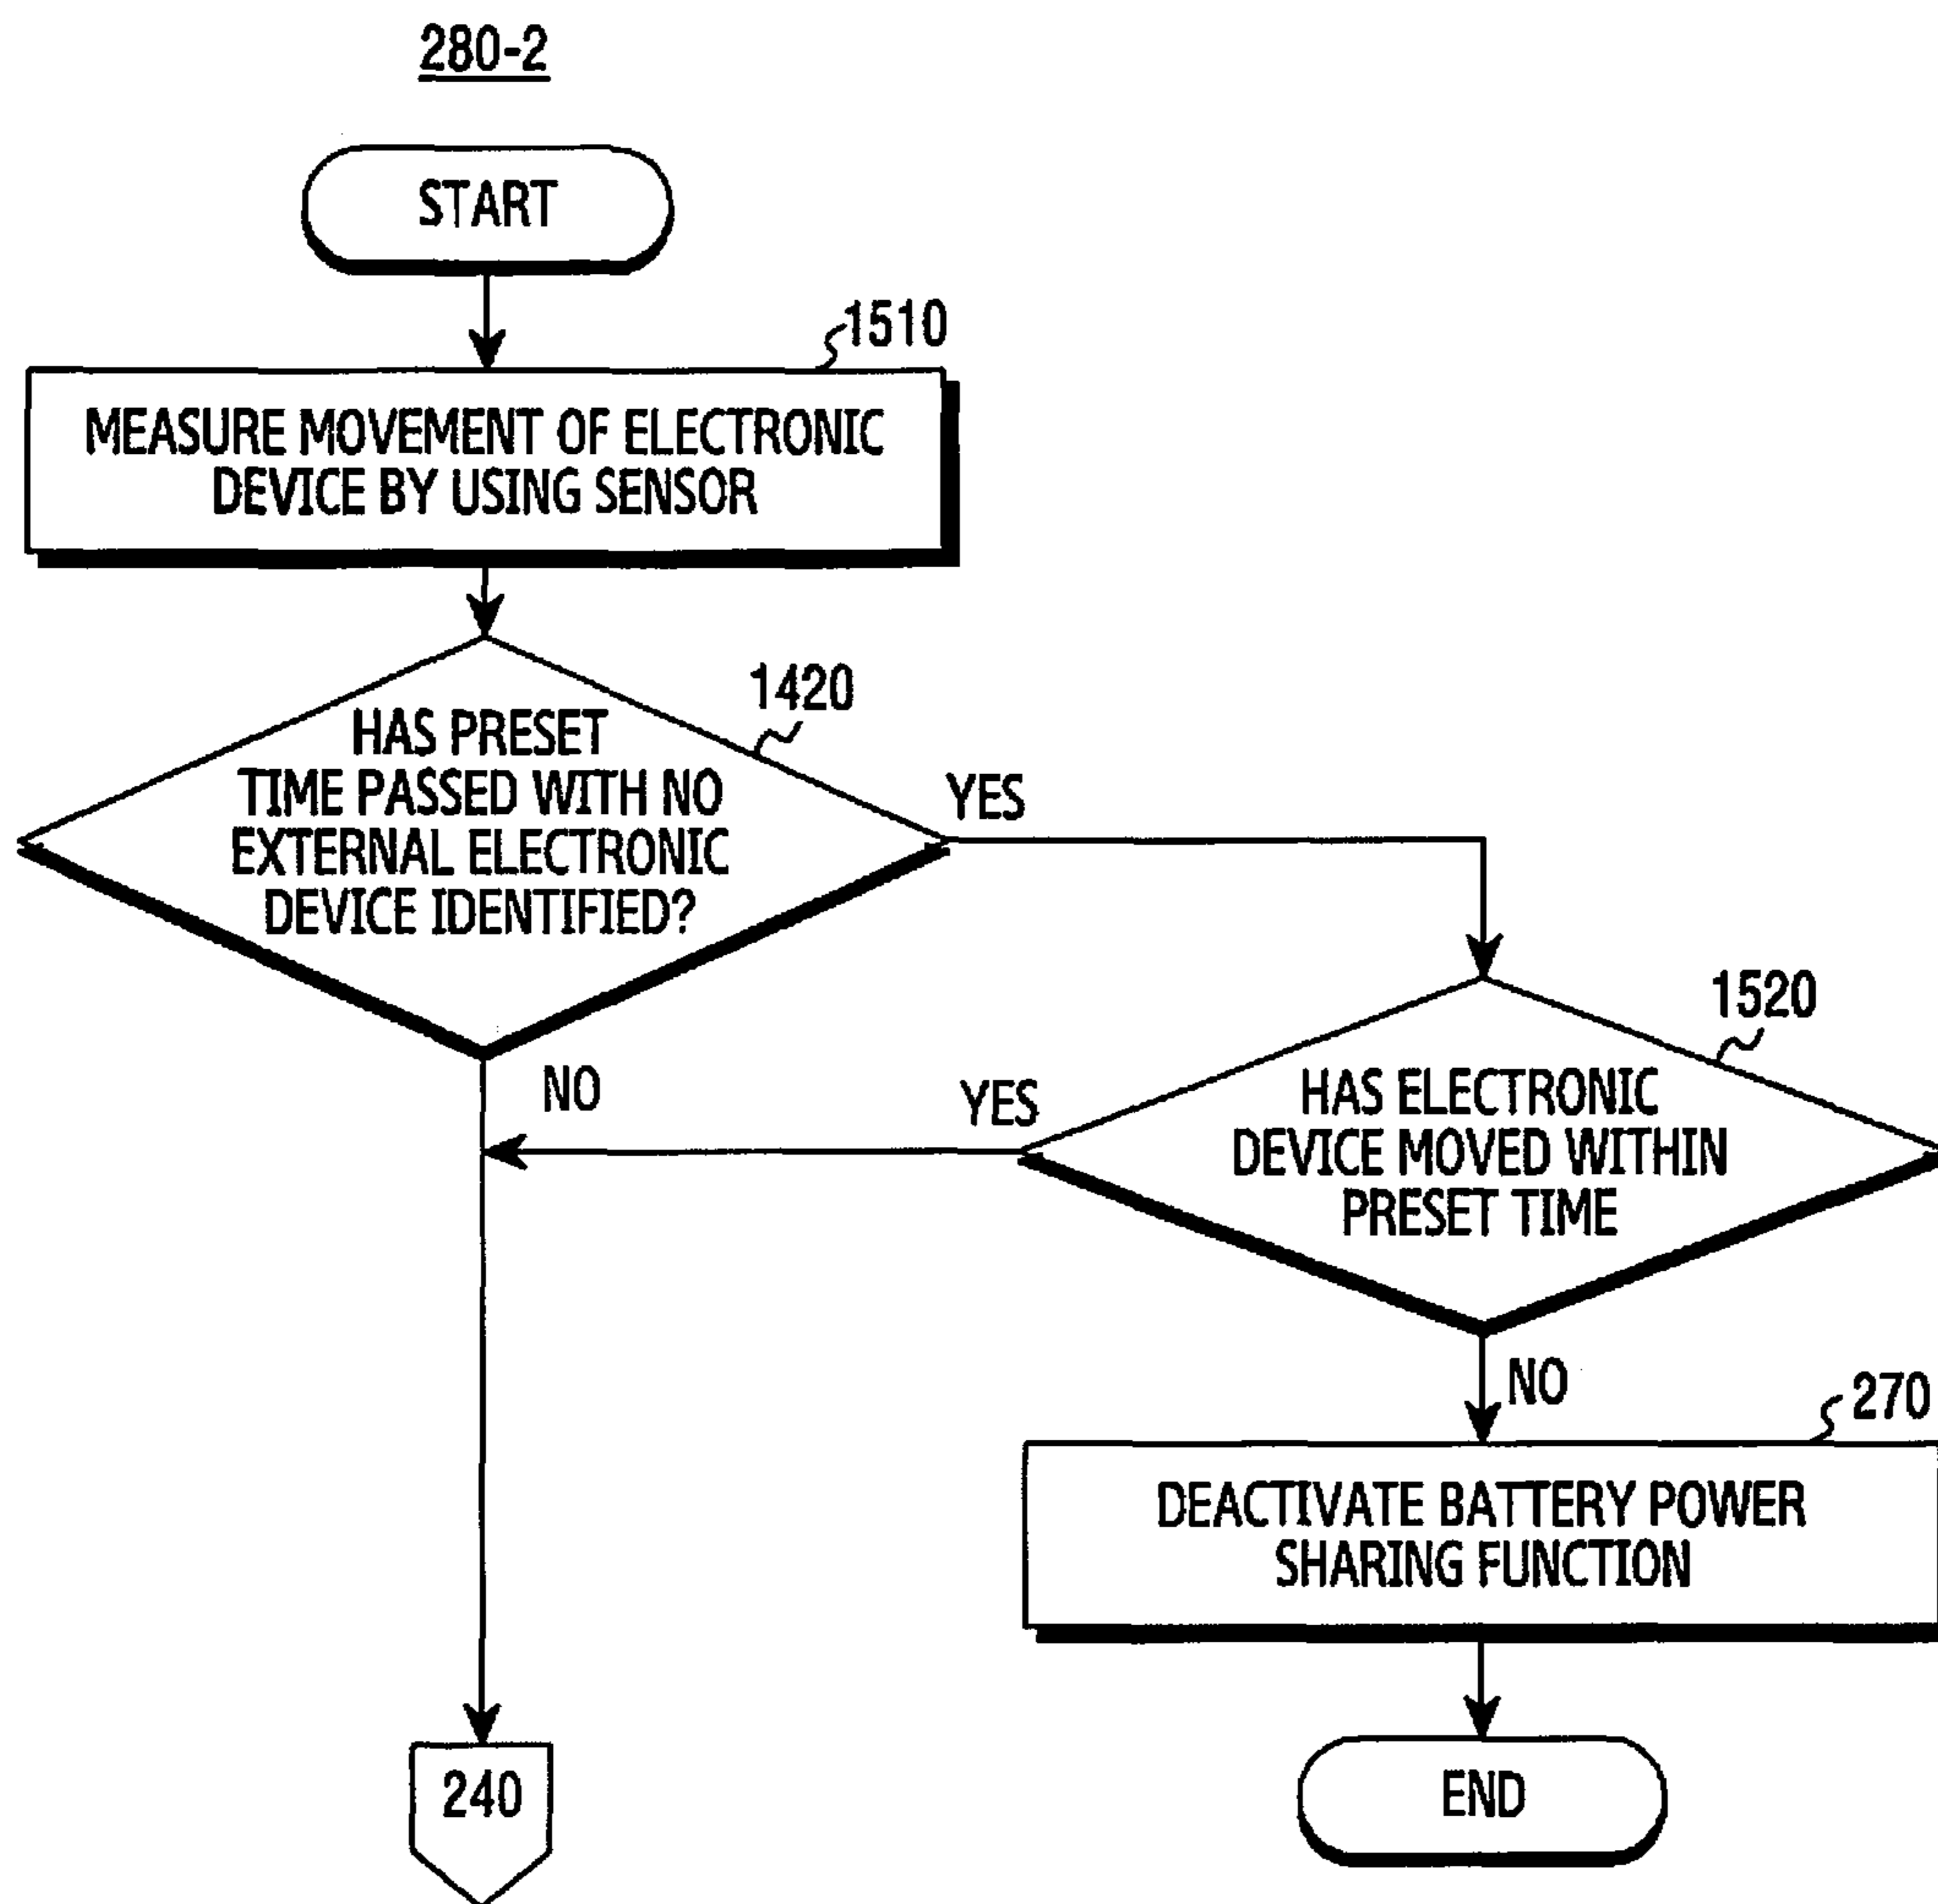 280-2
START
1510
MEASURE MOVEMENT OF ELECTRONIC
DEVICE BY USING SENSOR
1420
HAS PRESET
TIME PASSED WITH NO
EXTERNAL ELECTRONIC
DEVICE IDENTIFIED?
YES
NO
1520
YES
HAS ELECTRONIC
DEVICE MOVED WITHIN
PRESET TIME
NO
270
DEACTIVATE BATTERY POWER
SHARING FUNCTION
240
END